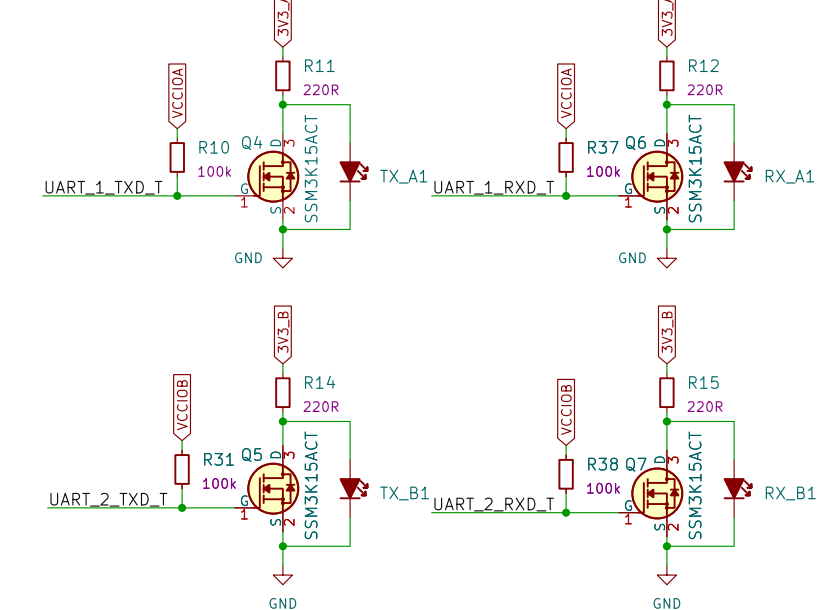 3V3_A
VCCIOA
R11
220R
R10
100k
Q4
D
3
G
1
S
2
SSM3K15ACT
TX_A1
UART_1_TXD_T
GND
3V3_A
VCCIOA
R12
220R
R37
100k
Q6
D
3
G
1
S
2
SSM3K15ACT
RX_A1
UART_1_RXD_T
GND
3V3_B
VCCIOB
R14
220R
R31
100k
Q5
D
3
G
1
S
2
SSM3K15ACT
TX_B1
UART_2_TXD_T
GND
3V3_B
VCCIOB
R15
220R
R38
100k
Q7
D
3
G
1
S
2
SSM3K15ACT
RX_B1
UART_2_RXD_T
GND